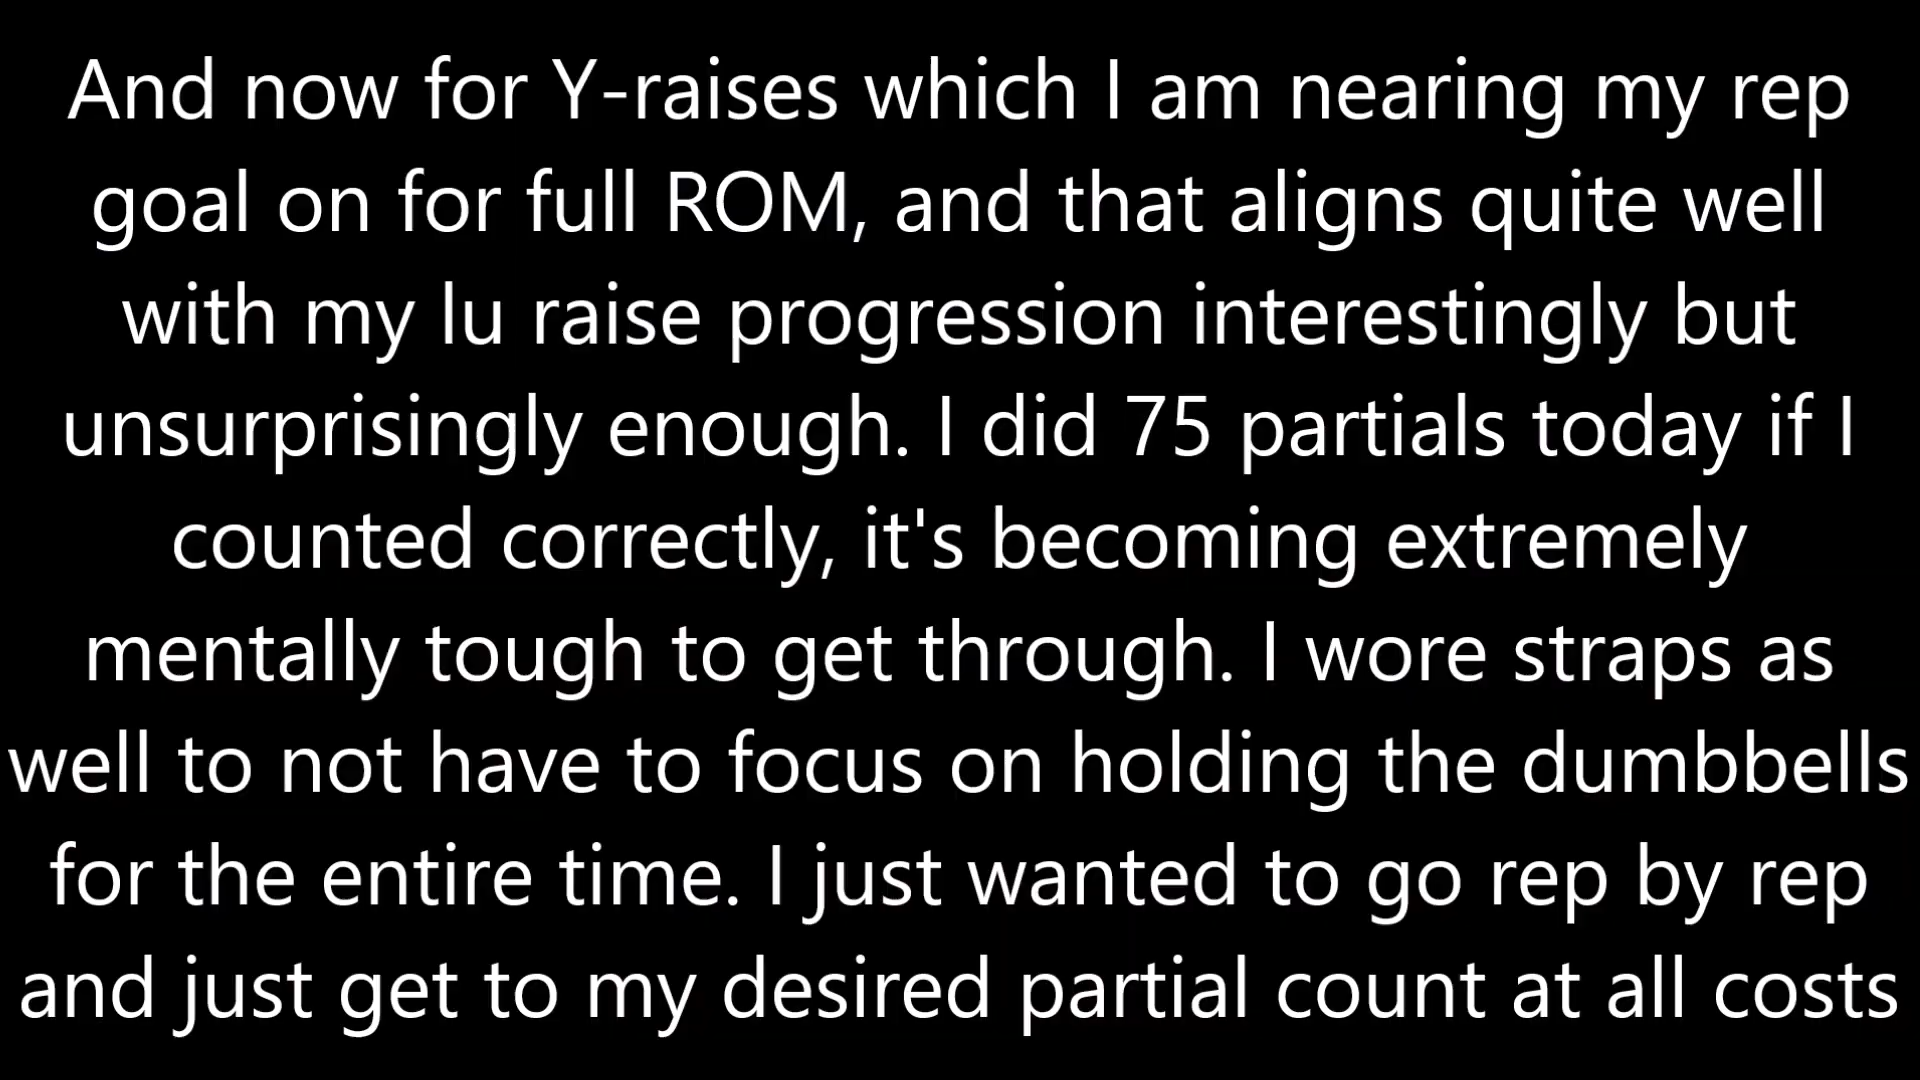 And now for Y-raises which I am nearing my rep
goal on for full ROM, and that aligns quite well
with my lu raise progression interestingly but
unsurprisingly enough. I did 75 partials today if I
counted correctly, it's becoming extremely
mentally tough to get through. I wore straps as
well to not have to focus on holding the dumbbells
for the entire time. I just wanted to go rep by rep
and just get to my desired partial count at all costs